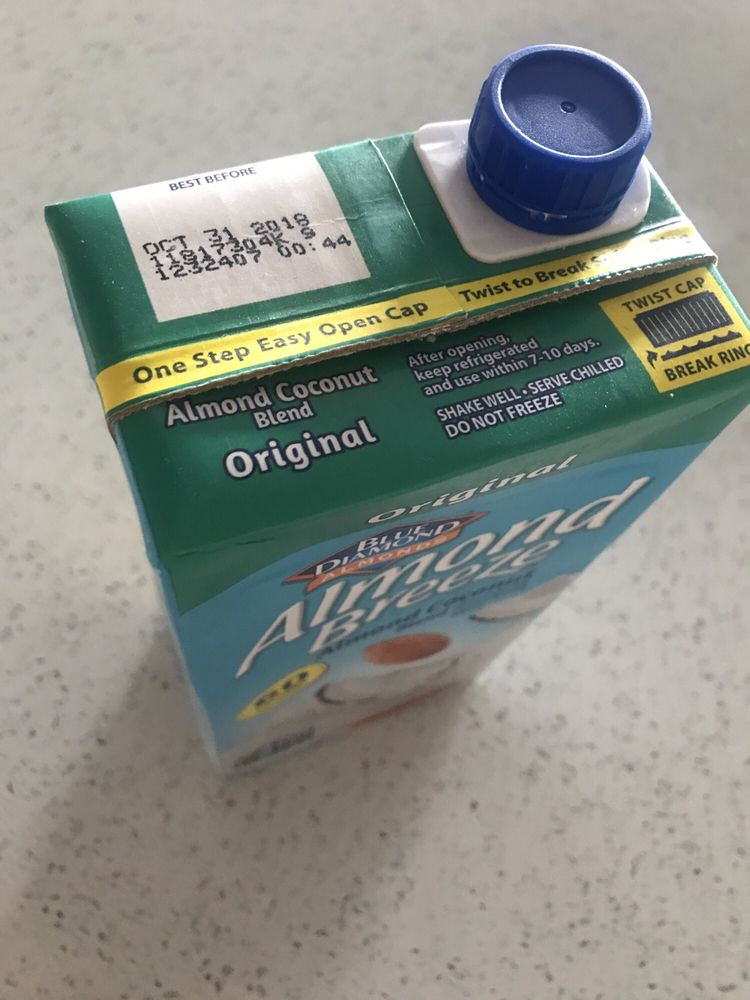 BEST BEFORE
OCT 31 2018
1232407 00:44
One Step Easy Open Cap
Twist to Break
TWIST CAP
BREAK RING
Almond Coconut
Blend
Original
After opening,
keep refrigerated
and use within 7-10 days.
SHAKE WELL • SERVE CHILLED
DO NOT FREEZE
Original
BLUE
DIAMOND
ALMONDS
Almond
Breeze
Almond Coconut
Blend
60